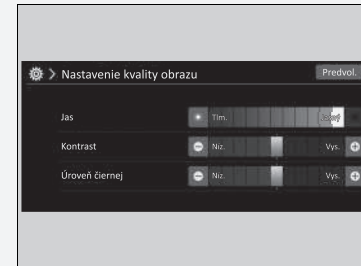 Nastavenie kvality obrazu Predvol.
Jas Tlm.
Kontrast Niz. Vys.
Úroveň čiernej Niz. Vys.